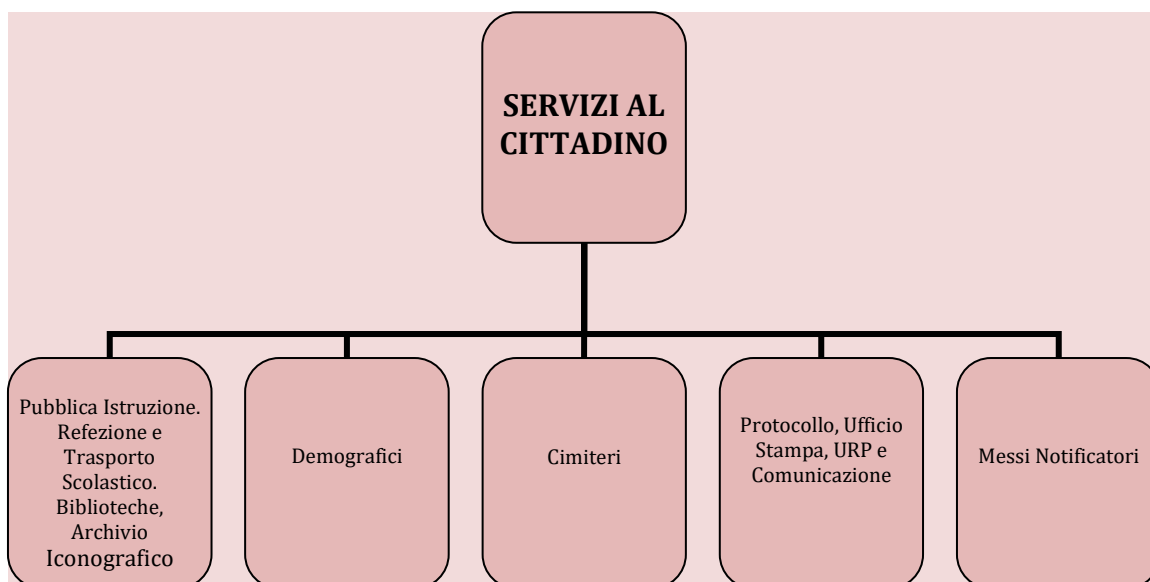 SERVIZI AL
CITTADINO
Pubblica Istruzione.
Refezione e
Trasporto
Scolastico.
Biblioteche,
Archivio
Iconografico
Demografici
Cimiteri
Protocollo, Ufficio
Stampa, URP e
Comunicazione
Messi Notificatori